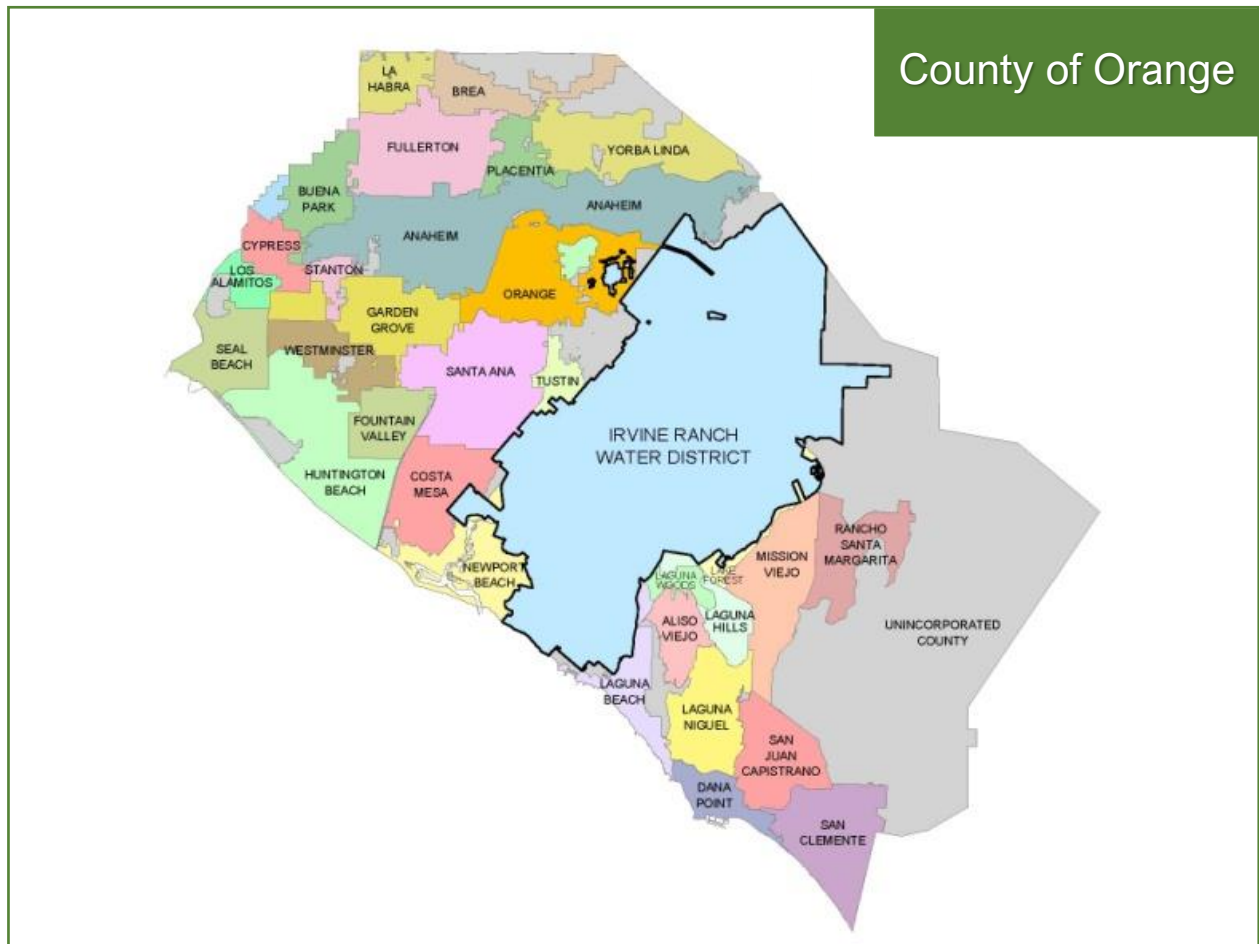 County of Orange
LA
HABRA
BREA
FULLERTON
YORBA LINDA
PLACENTIA
BUENA
PARK
ANAHEIM
ANAHEIM
CYPRESS
LOS
ALAMITOS
STANTON
ORANGE
GARDEN
GROVE
SEAL
BEACH
WESTMINSTER
SANTA ANA
TUSTIN
FOUNTAIN
VALLEY
IRVINE RANCH
WATER DISTRICT
HUNTINGTON
BEACH
COSTA
MESA
NEWPORT
BEACH
LAGUNA
WOODS
LAKE
FOREST
MISSION
VIEJO
RANCHO
SANTA
MARGARITA
ALISO
VIEJO
LAGUNA
HILLS
UNINCORPORATED
COUNTY
LAGUNA
BEACH
LAGUNA
NIGUEL
SAN
JUAN
CAPISTRANO
DANA
POINT
SAN
CLEMENTE